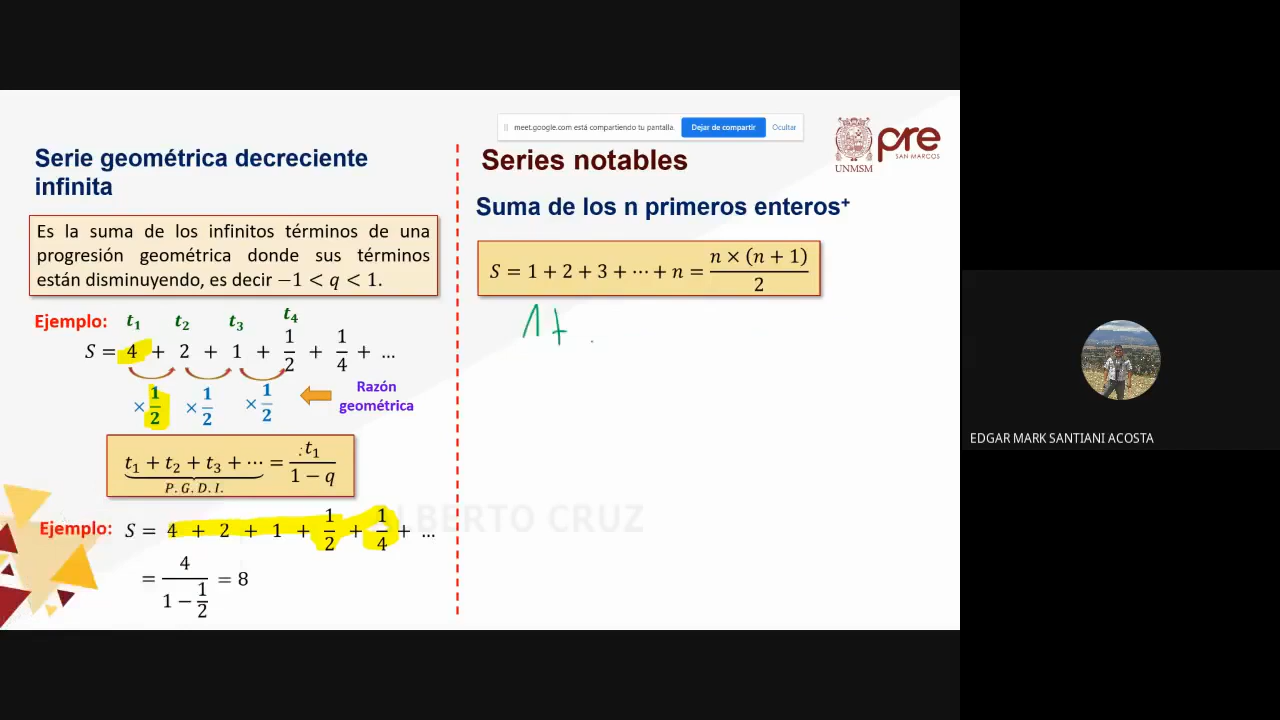 meet.google.com está compartiendo tu pantalla.
Dejar de compartir
Ocultar
UNMSM
pre
SAN MARCOS
Serie geométrica decreciente
infinita
Es la suma de los infinitos términos de una
progresión geométrica donde sus términos
están disminuyendo, es decir −1 < q < 1.
Ejemplo: t₁ t₂ t₃ t₄
S = 4 + 2 + 1 + 1/2 + 1/4 + ...
× 1/2 × 1/2 × 1/2
Razón
geométrica
t₁ + t₂ + t₃ + ⋯ = t₁/(1 − q)
P.G.D.I.
Ejemplo: S = 4 + 2 + 1 + 1/2 + 1/4 + ...
= 4/(1 − 1/2) = 8
Series notables
Suma de los n primeros enteros⁺
S = 1 + 2 + 3 + ⋯ + n = n × (n + 1)/2
1 +
LBERTO CRUZ
EDGAR MARK SANTIANI ACOSTA